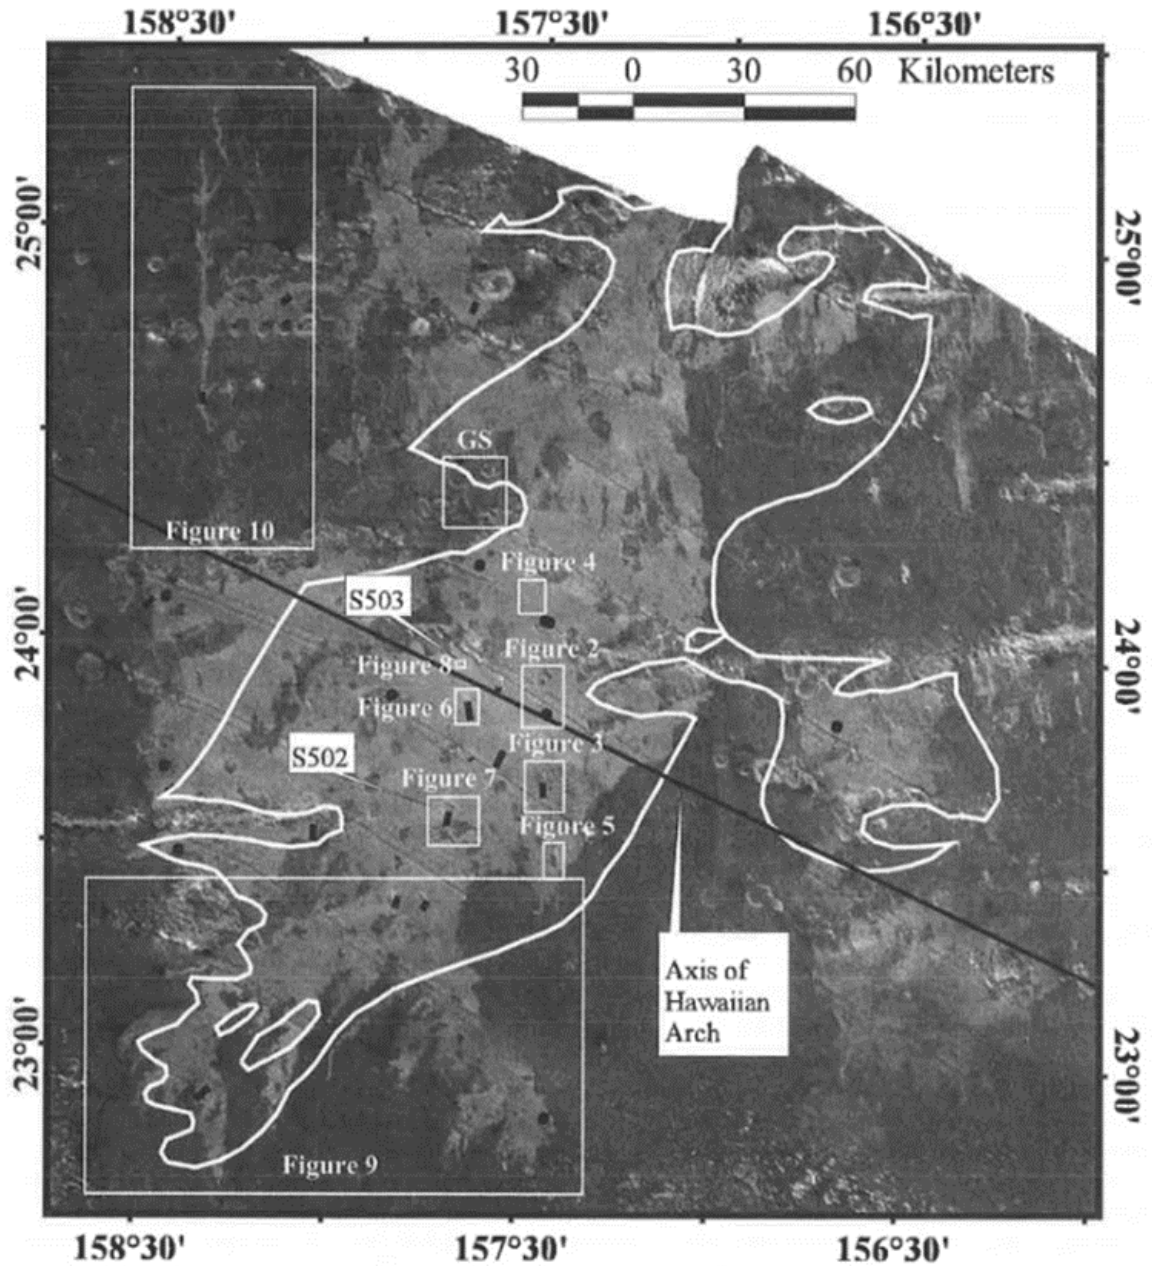 158°30' 157°30' 156°30'
30 0 30 60 Kilometers
25°00'
25°00'
GS
Figure 10
Figure 4
S503
24°00'
Figure 2
24°00'
Figure 8
Figure 6
Figure 3
S502
Figure 7
Figure 5
Axis of
Hawaiian
Arch
23°00'
23°00'
Figure 9
158°30' 157°30' 156°30'